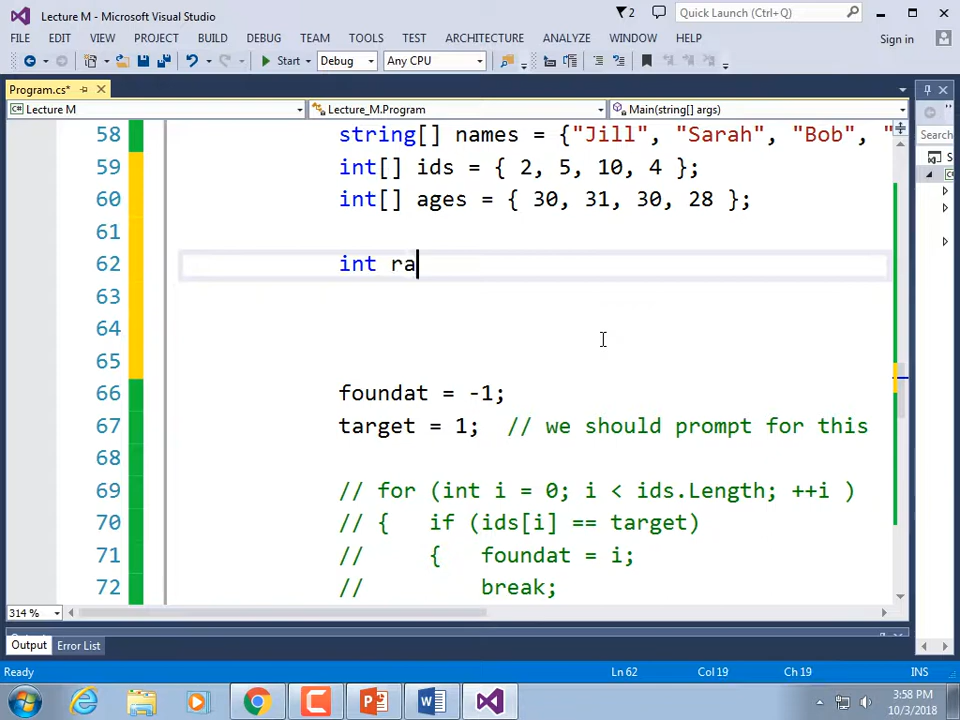 Lecture M - Microsoft Visual Studio
2
Quick Launch (Ctrl+Q)
FILE EDIT VIEW PROJECT BUILD DEBUG TEAM TOOLS TEST ARCHITECTURE ANALYZE WINDOW HELP
Sign in
Start Debug Any CPU
Program.cs*
Lecture M Lecture_M.Program Main(string[] args)
Search
58 string[] names = {"Jill", "Sarah", "Bob", "
59 int[] ids = { 2, 5, 10, 4 };
60 int[] ages = { 30, 31, 30, 28 };
61
62 int ra
63
64
65
66 foundat = -1;
67 target = 1;  // we should prompt for this
68
69 // for (int i = 0; i < ids.Length; ++i )
70 // {   if (ids[i] == target)
71 //     {   foundat = i;
72 //         break;
314 %
Output Error List
Ready Ln 62 Col 19 Ch 19 INS
3:58 PM
10/3/2018